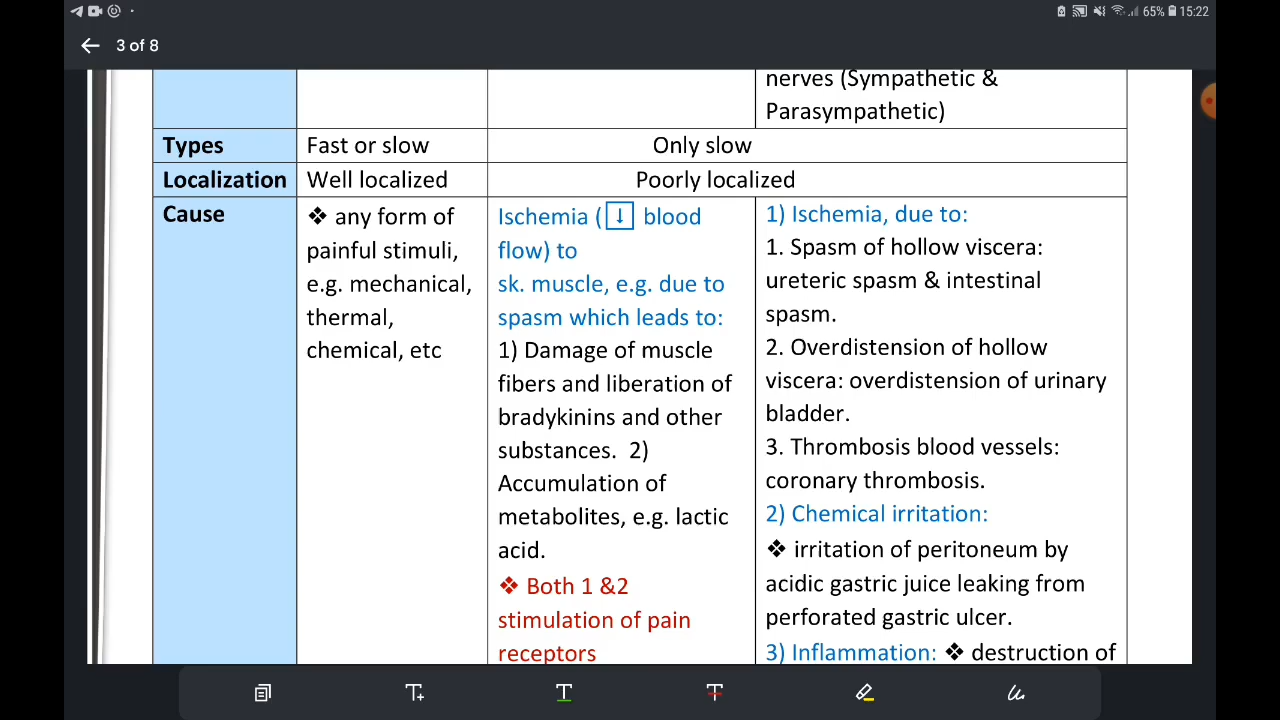 65% 15:22
3 of 8
nerves (Sympathetic &
Parasympathetic)
Types
Fast or slow
Only slow
Localization
Well localized
Poorly localized
Cause
❖ any form of
painful stimuli,
e.g. mechanical,
thermal,
chemical, etc
Ischemia (↓ blood
flow) to
sk. muscle, e.g. due to
spasm which leads to:
1) Damage of muscle
fibers and liberation of
bradykinins and other
substances. 2)
Accumulation of
metabolites, e.g. lactic
acid.
❖ Both 1 &2
stimulation of pain
receptors
1) Ischemia, due to:
1. Spasm of hollow viscera:
ureteric spasm & intestinal
spasm.
2. Overdistension of hollow
viscera: overdistension of urinary
bladder.
3. Thrombosis blood vessels:
coronary thrombosis.
2) Chemical irritation:
❖ irritation of peritoneum by
acidic gastric juice leaking from
perforated gastric ulcer.
3) Inflammation: ❖ destruction of